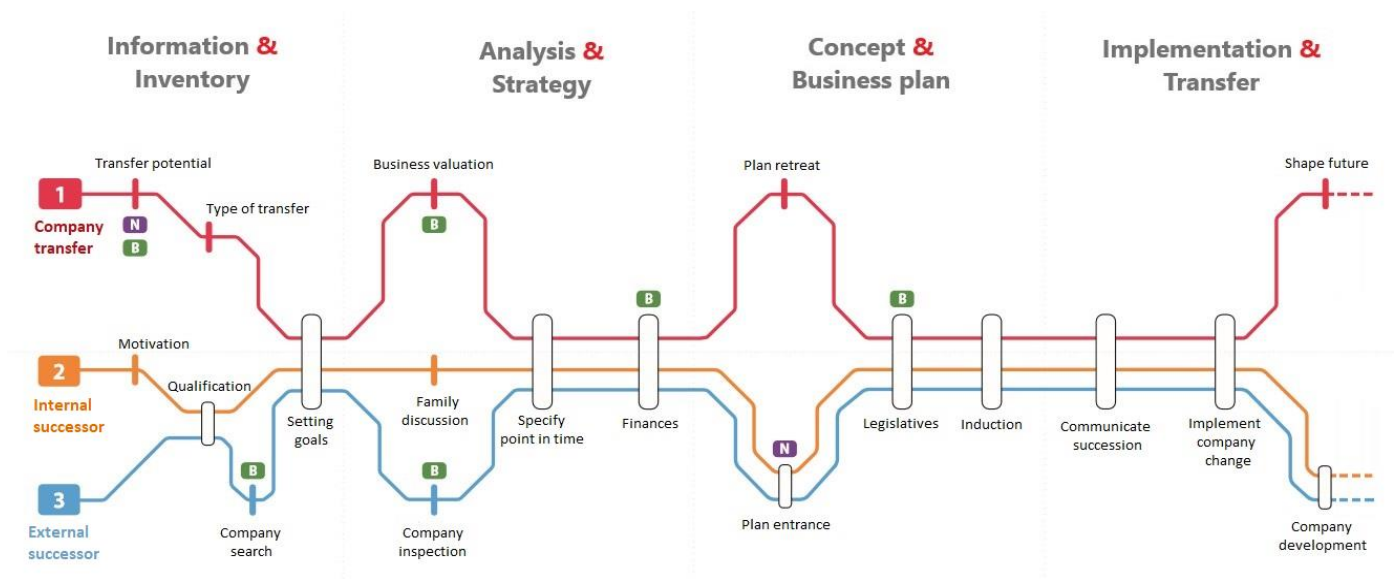 Information &
Inventory
Analysis &
Strategy
Concept &
Business plan
Implementation &
Transfer
Transfer potential
Business valuation
Plan retreat
Shape future
1
Type of transfer
Company
transfer
N
B
B
B
B
Motivation
2
Qualification
Internal
successor
Setting
goals
Family
discussion
Specify
point in time
Finances
Legislatives
Induction
Communicate
succession
Implement
company
change
3
B
B
N
External
successor
Company
search
Company
inspection
Plan entrance
Company
development